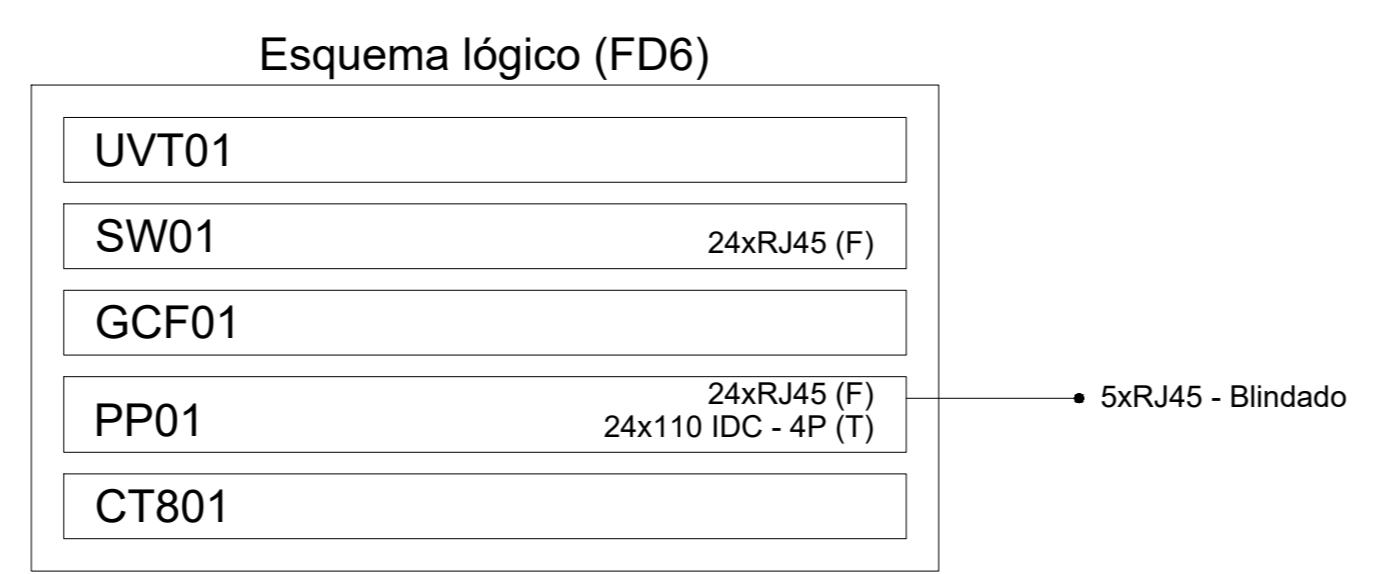 Esquema lógico (FD6)
UVT01
SW01
24xRJ45 (F)
GCF01
PP01
24xRJ45 (F)
24x110 IDC - 4P (T)
5xRJ45 - Blindado
CT801